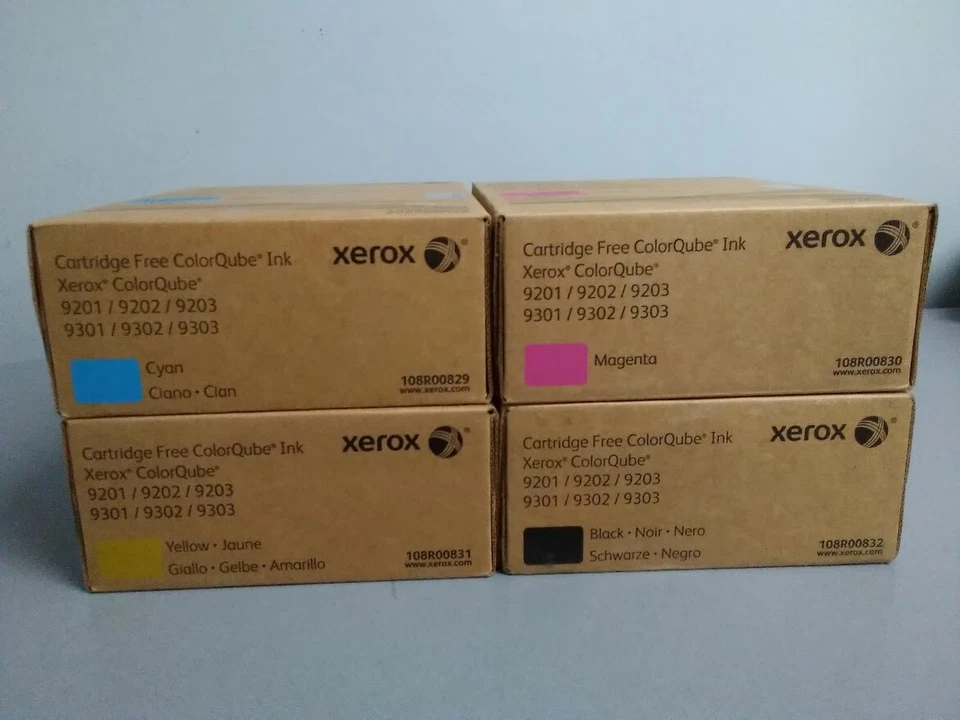 Cartridge Free ColorQube® Ink
Xerox® ColorQube®
9201 / 9202 / 9203
9301 / 9302 / 9303
xerox ®
Cyan
Ciano • Cian
108R00829
www.xerox.com
Cartridge Free ColorQube® Ink
Xerox® ColorQube®
9201 / 9202 / 9203
9301 / 9302 / 9303
xerox ®
Magenta
108R00830
www.xerox.com
Cartridge Free ColorQube® Ink
Xerox® ColorQube®
9201 / 9202 / 9203
9301 / 9302 / 9303
xerox ®
Yellow • Jaune
Giallo • Gelbe • Amarillo
108R00831
www.xerox.com
Cartridge Free ColorQube® Ink
Xerox® ColorQube®
9201 / 9202 / 9203
9301 / 9302 / 9303
xerox ®
Black • Noir • Nero
Schwarze • Negro
108R00832
www.xerox.com